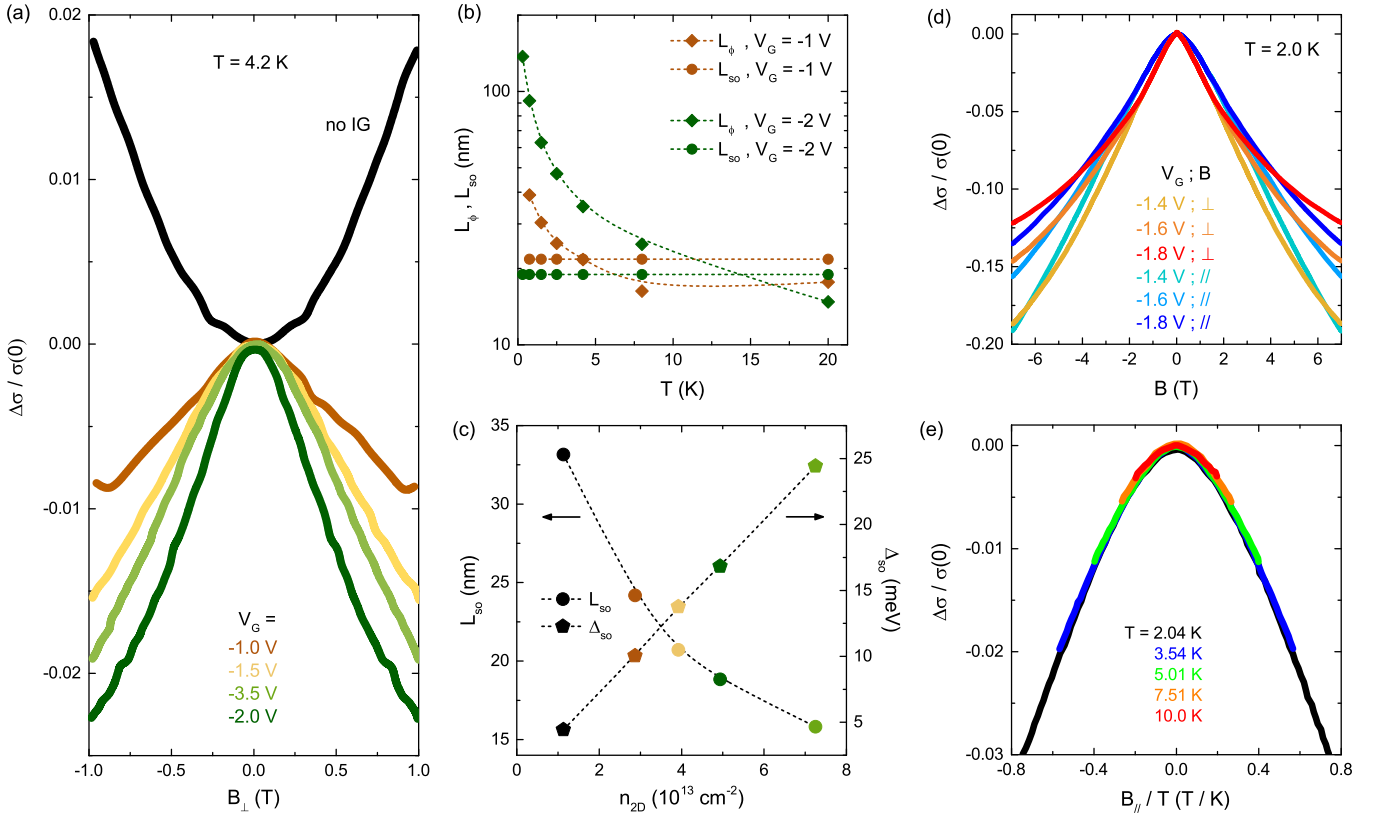 (a)
0.02
0.01
0.00
-0.01
-0.02
Δσ / σ(0)
T = 4.2 K
no IG
V_G =
-1.0 V
-1.5 V
-3.5 V
-2.0 V
-1.0 -0.5 0.0 0.5 1.0
B_⊥ (T)
(b)
100
10
L_ϕ , L_so (nm)
L_ϕ , V_G = -1 V
L_so , V_G = -1 V
L_ϕ , V_G = -2 V
L_so , V_G = -2 V
0 5 10 15 20
T (K)
(c)
35
33
30
28
25
23
20
18
15
L_so (nm)
L_so
Δ_so
25
20
15
10
5
Δ_so (meV)
0 2 4 6 8
n_2D (10^13 cm^-2)
(d)
0.00
-0.05
-0.10
-0.15
-0.20
Δσ / σ(0)
T = 2.0 K
V_G ; B
-1.4 V ; ⊥
-1.6 V ; ⊥
-1.8 V ; ⊥
-1.4 V ; //
-1.6 V ; //
-1.8 V ; //
-6 -4 -2 0 2 4 6
B (T)
(e)
0.00
-0.01
-0.02
-0.03
Δσ / σ(0)
T = 2.04 K
3.54 K
5.01 K
7.51 K
10.0 K
-0.8 -0.4 0.0 0.4 0.8
B_// / T (T / K)